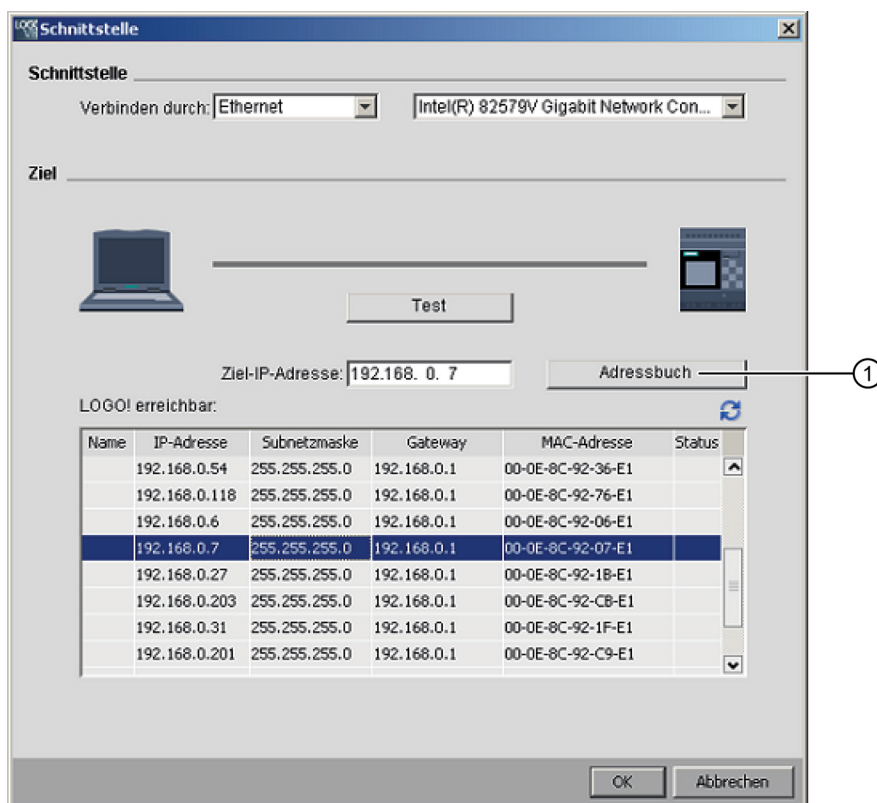 Schnittstelle
Schnittstelle
Verbinden durch: Ethernet Intel(R) 82579V Gigabit Network Con...
Ziel
Test
Ziel-IP-Adresse: 192.168. 0. 7 Adressbuch 1
LOGO! erreichbar:
Name IP-Adresse Subnetzmaske Gateway MAC-Adresse Status
192.168.0.54 255.255.255.0 192.168.0.1 00-0E-8C-92-36-E1
192.168.0.118 255.255.255.0 192.168.0.1 00-0E-8C-92-76-E1
192.168.0.6 255.255.255.0 192.168.0.1 00-0E-8C-92-06-E1
192.168.0.7 255.255.255.0 192.168.0.1 00-0E-8C-92-07-E1
192.168.0.27 255.255.255.0 192.168.0.1 00-0E-8C-92-1B-E1
192.168.0.203 255.255.255.0 192.168.0.1 00-0E-8C-92-CB-E1
192.168.0.31 255.255.255.0 192.168.0.1 00-0E-8C-92-1F-E1
192.168.0.201 255.255.255.0 192.168.0.1 00-0E-8C-92-C9-E1
OK Abbrechen